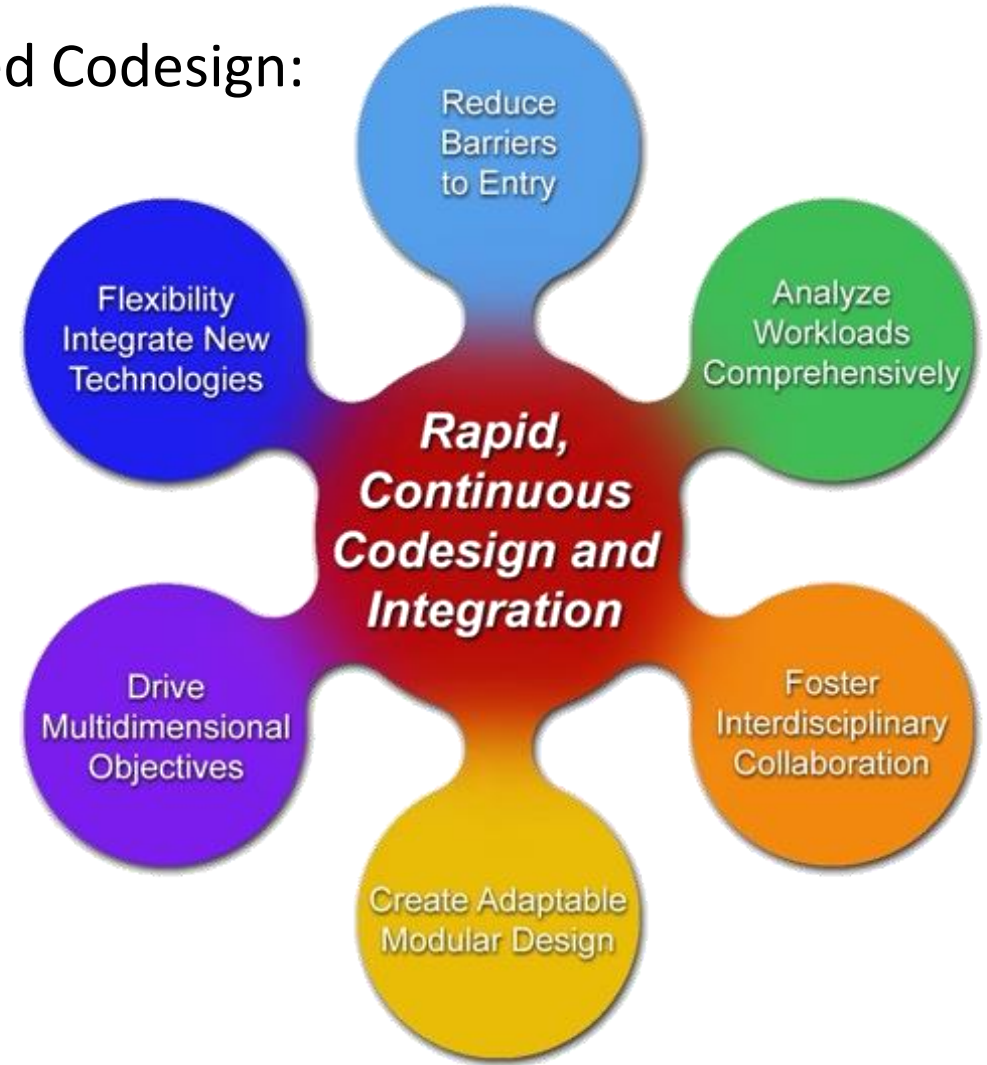 d Codesign:
Reduce
Barriers
to Entry
Analyze
Workloads
Comprehensively
Foster
Interdisciplinary
Collaboration
Create Adaptable
Modular Design
Drive
Multidimensional
Objectives
Flexibility
Integrate New
Technologies
Rapid,
Continuous
Codesign and
Integration